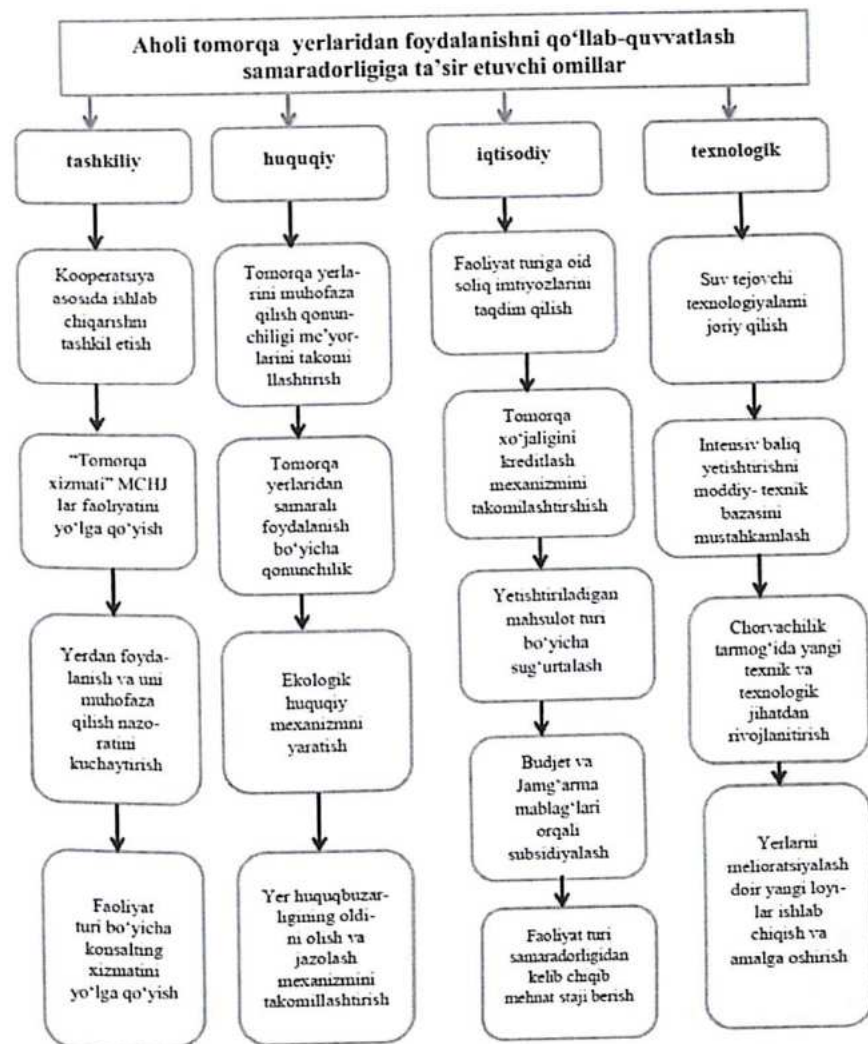 Aholi tomorqa yerlaridan foydalanishni qo‘llab-quvvatlash
samaradorligiga ta’sir etuvchi omillar
tashkiliy
huquqiy
iqtisodiy
texnologik
Kooperatsiya
asosida ishlab
chiqarishni
tashkil etish
"Tomorqa
xizmati" MCHJ
lar faoliyatini
yo‘lga qo‘yish
Yerdan foyda-
lanish va uni
muhofaza
qilish nazo-
ratini
kuchaytirish
Faoliyat
turi bo‘yicha
konsalting
xizmatini
yo‘lga qo‘yish
Tomorqa yerla-
rini muhofaza
qilish qonun-
chiligi me’yor-
larini takomi
llashtirish
Tomorqa
yerlaridan
samarali
foydalanish
bo‘yicha
qonunchilik
Ekologik
huquqiy
mexanizmni
yaratish
Yer huquqbuzar-
ligining oldi-
ni olish va
jazolash
mexanizmini
takomillashtirish
Faoliyat turiga oid
soliq imtiyozlarini
taqdim qilish
Tomorqa
xo‘jaligini
kreditlash
mexanizmini
takomilashtirshish
Yetishtiriladigan
mahsulot turi
bo‘yicha
sug‘urtalash
Budjet va
Jamg‘arma
mablag‘lari
orqali
subsidiyalash
Faoliyat turi
samaradorligidan
kelib chiqib
mehnat staji berish
Suv tejovchi
texnologiyalarni
joriy qilish
Intensiv baliq
yetishtirishni
moddiy- texnik
bazasini
mustahkamlash
Chorvachilik
tarmog‘ida yangi
texnik va
texnologik
jihatdan
rivojlanitirish
Yerlarni
melioratsiyalash
doir yangi loyi-
lar ishlab
chiqish va
amalga oshirish